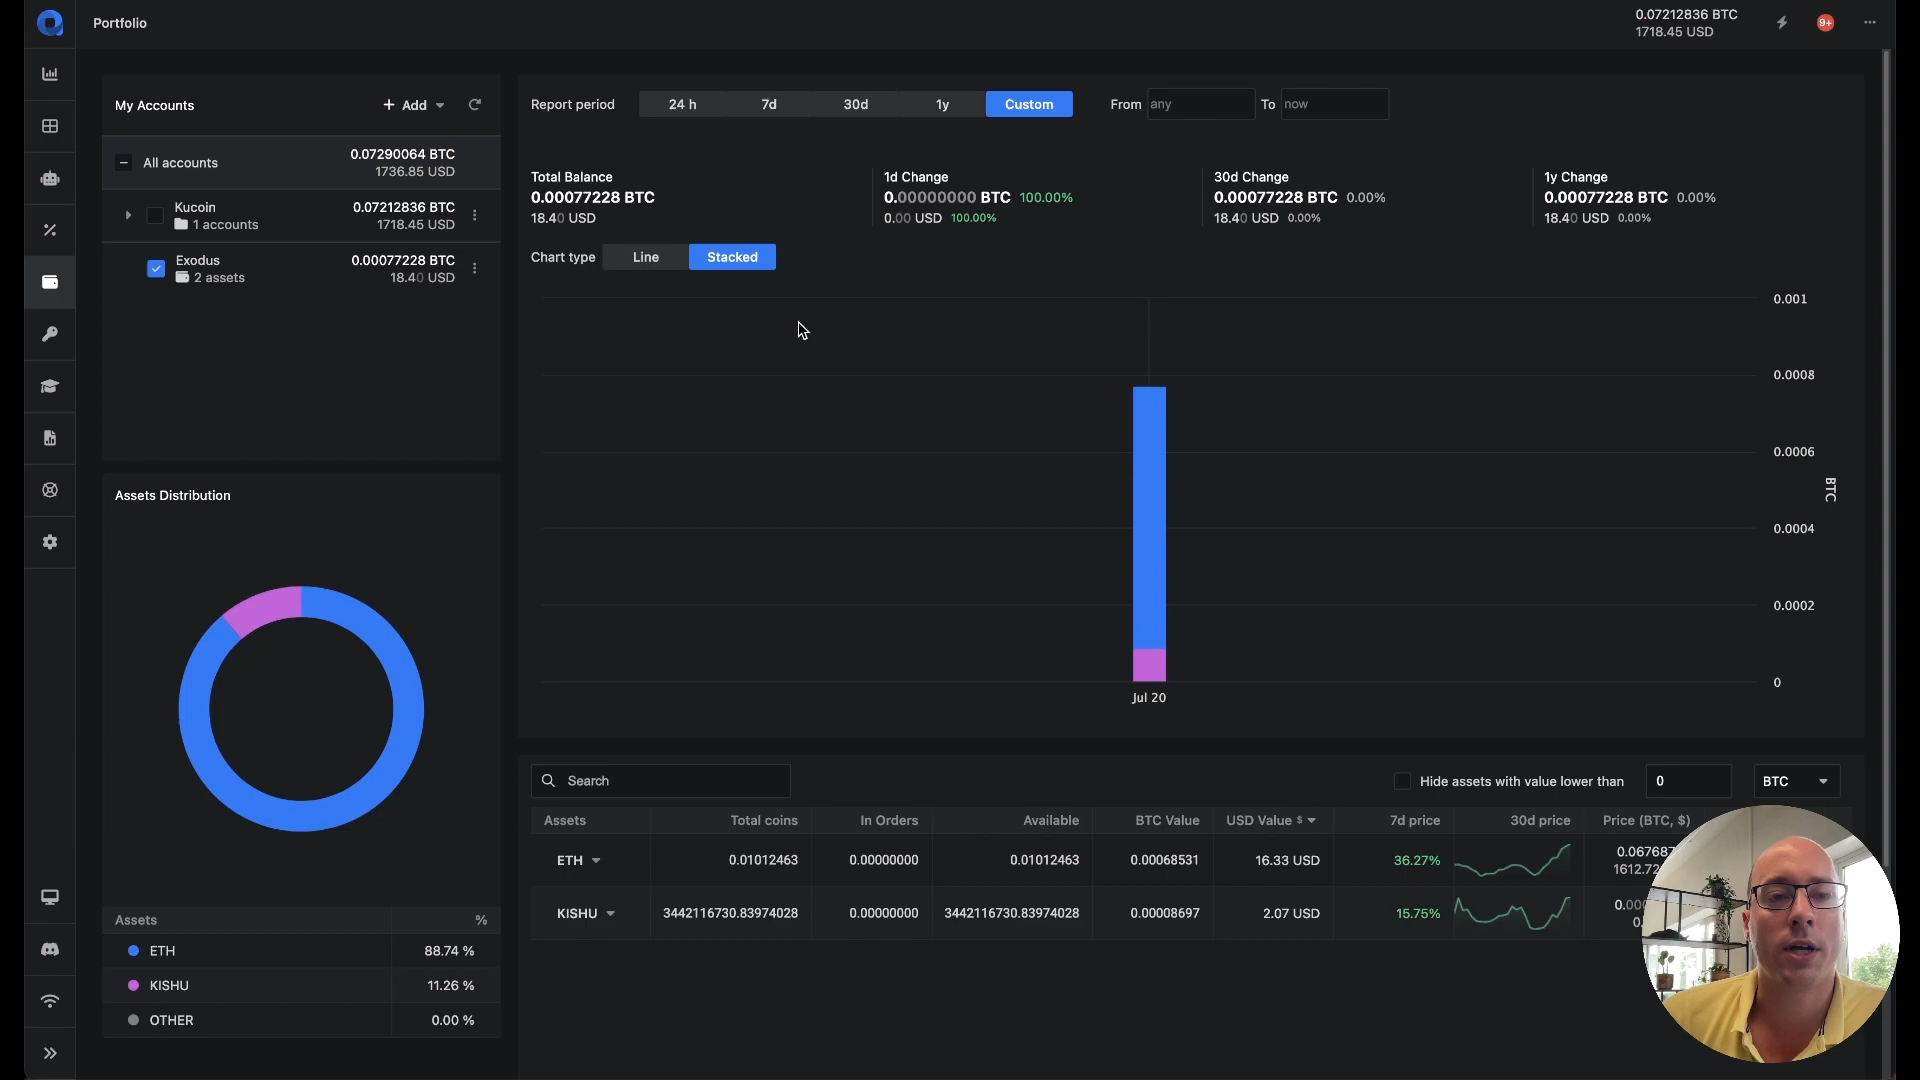 Portfolio
0.07212836 BTC
1718.45 USD
9+
My Accounts
Add
All accounts
0.07290064 BTC
1736.85 USD
Kucoin
1 accounts
0.07212836 BTC
1718.45 USD
Exodus
2 assets
0.00077228 BTC
18.40 USD
Report period
24 h
7d
30d
1y
Custom
From any
To now
Total Balance
0.00077228 BTC
18.40 USD
1d Change
0.00000000 BTC 100.00%
0.00 USD 100.00%
30d Change
0.00077228 BTC 0.00%
18.40 USD 0.00%
1y Change
0.00077228 BTC 0.00%
18.40 USD 0.00%
Chart type
Line
Stacked
0.001
0.0008
0.0006
0.0004
0.0002
0
BTC
Jul 20
Assets Distribution
Assets %
ETH 88.74 %
KISHU 11.26 %
OTHER 0.00 %
Search
Hide assets with value lower than
0
BTC
Assets Total coins In Orders Available BTC Value USD Value $ 7d price 30d price Price (BTC, $)
ETH 0.01012463 0.00000000 0.01012463 0.00068531 16.33 USD 36.27%
KISHU 3442116730.83974028 0.00000000 3442116730.83974028 0.00008697 2.07 USD 15.75%